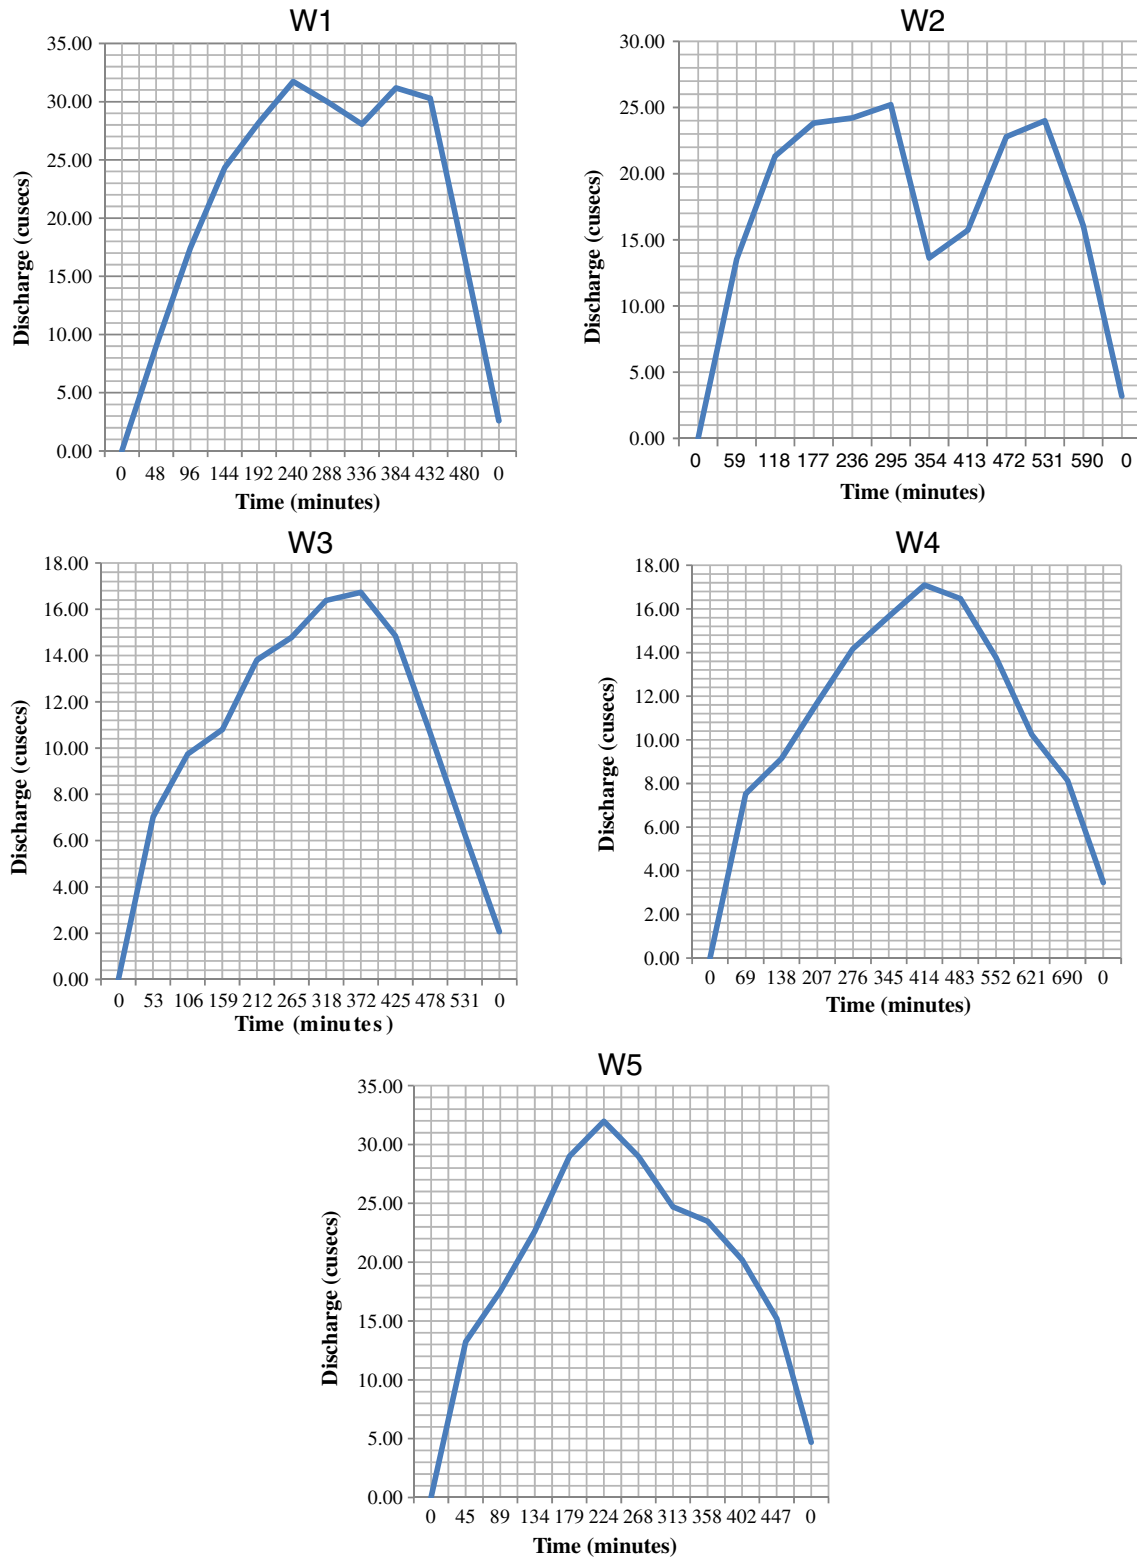 W1
35.00
30.00
25.00
20.00
15.00
10.00
5.00
0.00
Discharge (cusecs)
0 48 96 144 192 240 288 336 384 432 480 0
Time (minutes)
W2
30.00
25.00
20.00
15.00
10.00
5.00
0.00
Discharge (cusecs)
0 59 118 177 236 295 354 413 472 531 590 0
Time (minutes)
W3
18.00
16.00
14.00
12.00
10.00
8.00
6.00
4.00
2.00
0.00
Discharge (cusecs)
0 53 106 159 212 265 318 372 425 478 531 0
Time (minutes)
W4
18.00
16.00
14.00
12.00
10.00
8.00
6.00
4.00
2.00
0.00
Discharge (cusecs)
0 69 138 207 276 345 414 483 552 621 690 0
Time (minutes)
W5
35.00
30.00
25.00
20.00
15.00
10.00
5.00
0.00
Discharge (cusecs)
0 45 89 134 179 224 268 313 358 402 447 0
Time (minutes)